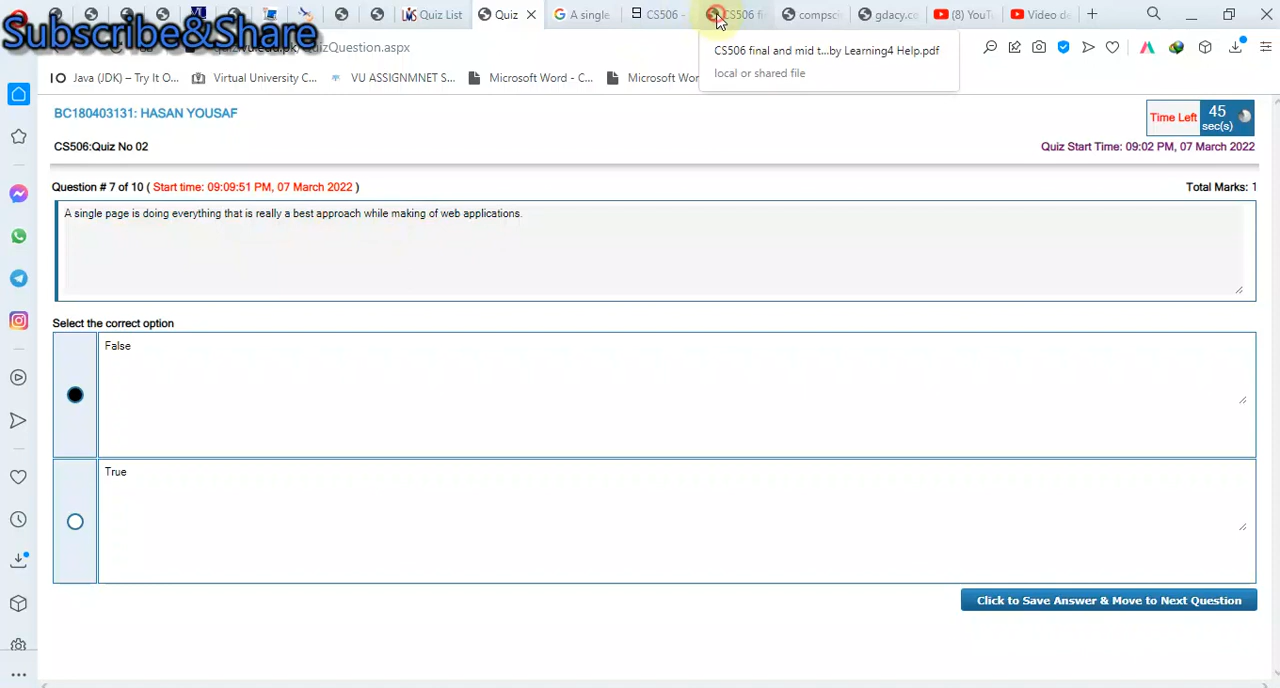 Quiz List
Quiz
A single
CS506 -
CS506 fi
compsci
gdacy.co
(8) YouT
Video de
Subscribe&Share
QuizQuestion.aspx
CS506 final and mid t...by Learning4 Help.pdf
local or shared file
Java (JDK) – Try It O...
Virtual University C...
VU ASSIGNMNET S...
Microsoft Word - C...
Microsoft Wor
BC180403131: HASAN YOUSAF
Time Left
45
sec(s)
CS506:Quiz No 02
Quiz Start Time: 09:02 PM, 07 March 2022
Question # 7 of 10 ( Start time: 09:09:51 PM, 07 March 2022 )
Total Marks: 1
A single page is doing everything that is really a best approach while making of web applications.
Select the correct option
False
True
Click to Save Answer & Move to Next Question